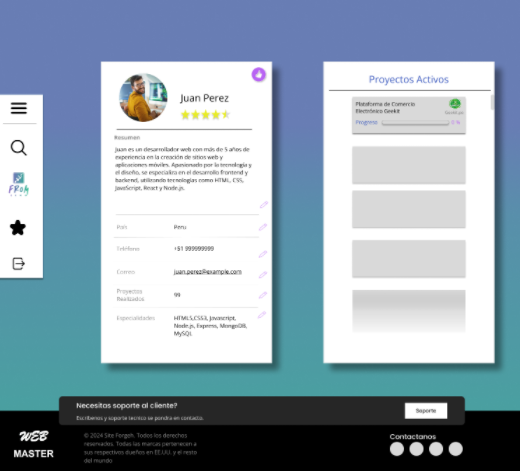 Juan Perez
Resumen
Juan es un desarrollador web con más de 5 años de
experiencia en la creación de sitios web y
aplicaciones móviles. Apasionado por la tecnología y
el diseño, se especializa en el desarrollo frontend y
backend, utilizando tecnologías como HTML, CSS,
JavaScript, React y Node.js.
País
Peru
Teléfono
+51 999999999
Correo
juan.perez@example.com
Proyectos
Realizados
99
Especialidades
HTML5,CSS3, Javascript,
Node.js, Express, MongoDB,
MySQL
Proyectos Activos
Plataforma de Comercio
Electrónico Geekit
Progreso
0 %
FROM
Necesitas soporte al cliente?
Escríbenos y soporte tecnico se pondra en contacto.
Soporte
WEB
MASTER
© 2024 Site Forgeh. Todos los derechos
reservados. Todas las marcas pertenecen a
sus respectivos dueños en EE.UU. y el resto
del mundo
Contactanos